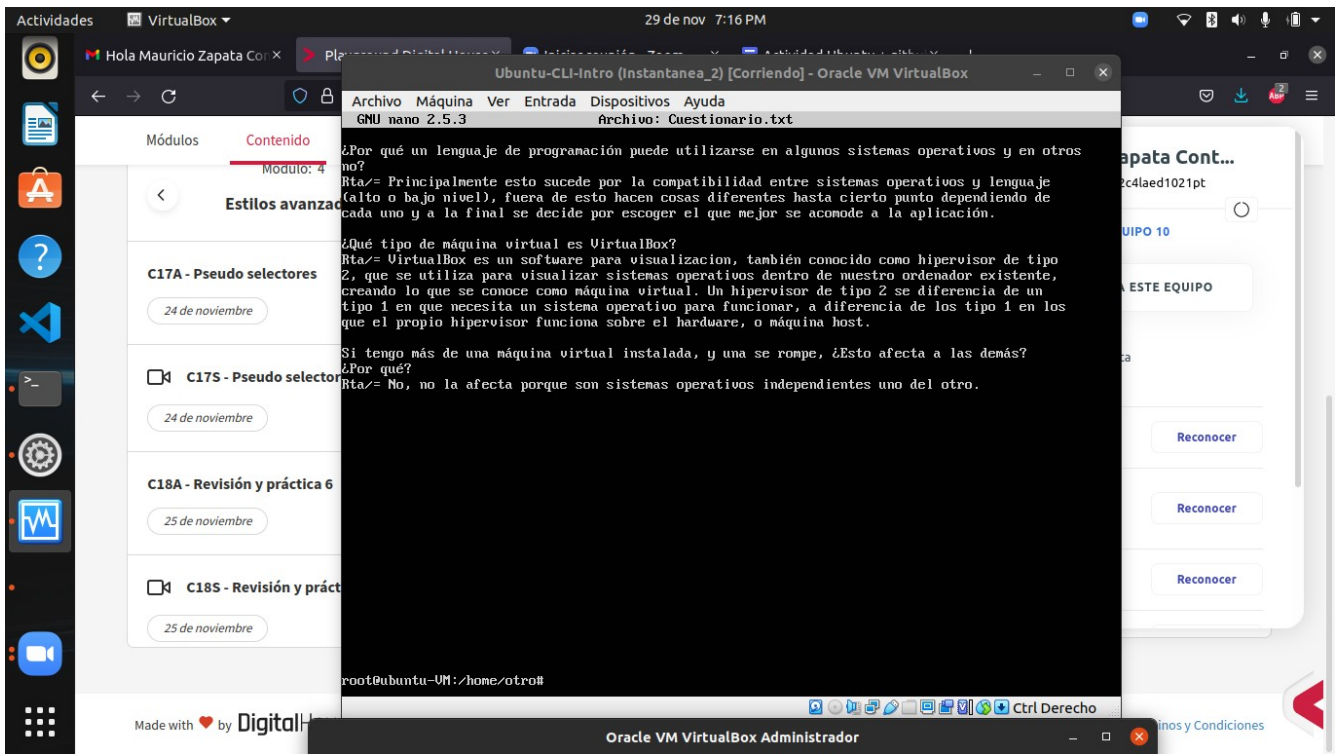 Actividades
VirtualBox
29 de nov 7:16 PM
Hola Mauricio Zapata Con
Ubuntu-CLI-Intro (Instantanea_2) [Corriendo] - Oracle VM VirtualBox
Archivo Máquina Ver Entrada Dispositivos Ayuda
GNU nano 2.5.3 Archivo: Cuestionario.txt
¿Por qué un lenguaje de programación puede utilizarse en algunos sistemas operativos y en otros
no?
Rta/= Principalmente esto sucede por la compatibilidad entre sistemas operativos y lenguaje
(alto o bajo nivel), fuera de esto hacen cosas diferentes hasta cierto punto dependiendo de
cada uno y a la final se decide por escoger el que mejor se acomode a la aplicación.
¿Qué tipo de máquina virtual es VirtualBox?
Rta/= VirtualBox es un software para visualizacion, también conocido como hipervisor de tipo
2, que se utiliza para visualizar sistemas operativos dentro de nuestro ordenador existente,
creando lo que se conoce como máquina virtual. Un hipervisor de tipo 2 se diferencia de un
tipo 1 en que necesita un sistema operativo para funcionar, a diferencia de los tipo 1 en los
que el propio hipervisor funciona sobre el hardware, o máquina host.
Si tengo más de una máquina virtual instalada, y una se rompe, ¿Esto afecta a las demás?
¿Por qué?
Rta/= No, no la afecta porque son sistemas operativos independientes uno del otro.
root@ubuntu-VM:/home/otro#
Ctrl Derecho
Oracle VM VirtualBox Administrador
Módulos Contenido
Modulo: 4
Estilos avanzad
C17A - Pseudo selectores
24 de noviembre
C17S - Pseudo selector
24 de noviembre
C18A - Revisión y práctica 6
25 de noviembre
C18S - Revisión y práct
25 de noviembre
Made with by DigitalH
apata Cont...
2c4laed1021pt
UIPO 10
ESTE EQUIPO
ta
Reconocer
Reconocer
Reconocer
inos y Condiciones
ABP
2